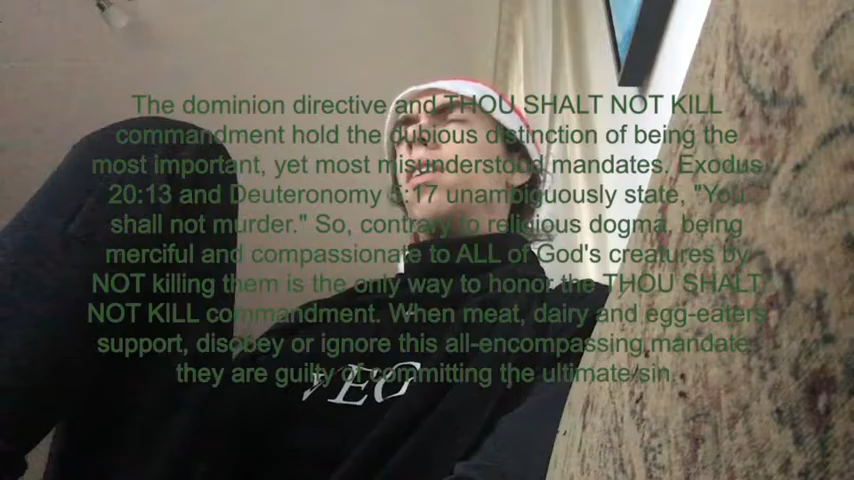 The dominion directive and THOU SHALT NOT KILL
commandment hold the dubious distinction of being the
most important, yet most misunderstood mandates. Exodus
20:13 and Deuteronomy 5:17 unambiguously state, "You
shall not murder." So, contrary to religious dogma, being
merciful and compassionate to ALL of God's creatures by
NOT killing them is the only way to honor the THOU SHALT
NOT KILL commandment. When meat, dairy and egg-eaters
support, disobey or ignore this all-encompassing mandate
they are guilty of committing the ultimate sin.
VEG